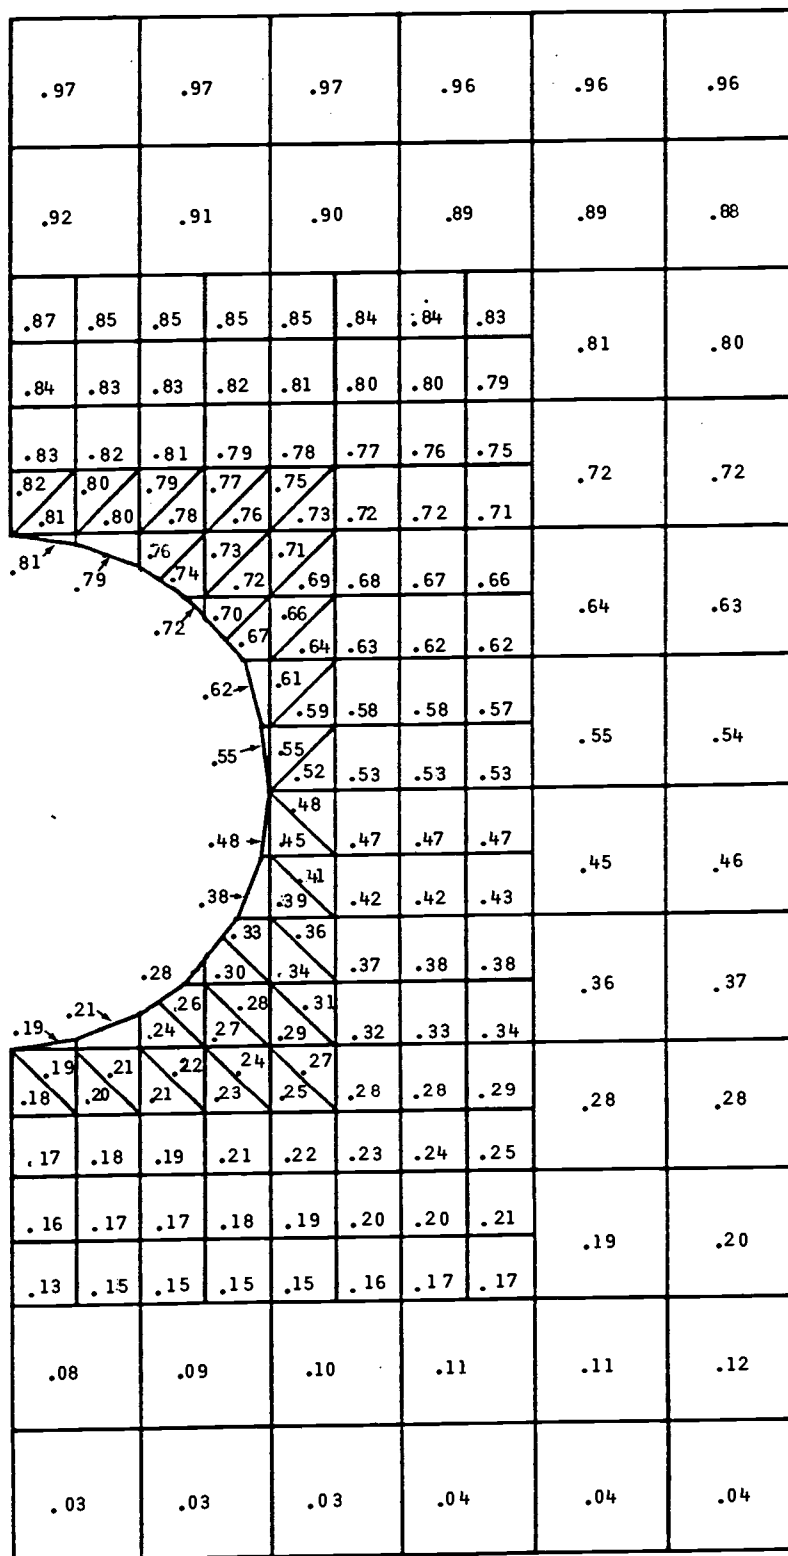 .97 .97 .97 .96 .96 .96
.92 .91 .90 .89 .89 .88
.87 .85 .85 .85 .85 .84 .84 .83
.81 .80
.84 .83 .83 .82 .81 .80 .80 .79
.83 .82 .81 .79 .78 .77 .76 .75
.72 .72
.82 .80 .79 .77 .75
.81 .80 .78 .76 .73 .72 .72 .71
.81 .79 .76 .73 .71
.74 .72 .69 .68 .67 .66
.64 .63
.72 .70 .66
.67 .64 .63 .62 .62
.62 .61
.59 .58 .58 .57
.55 .54
.55 .55
.52 .53 .53 .53
.48
.48 .45 .47 .47 .47
.45 .46
.41
.38 .39 .42 .42 .43
.33 .36
.28 .30 .34 .37 .38 .38
.36 .37
.21 .26 .28 .31
.19 .24 .27 .29 .32 .33 .34
.19 .21 .22 .24 .27
.18 .20 .21 .23 .25 .28 .28 .29
.28 .28
.17 .18 .19 .21 .22 .23 .24 .25
.16 .17 .17 .18 .19 .20 .20 .21
.19 .20
.13 .15 .15 .15 .15 .16 .17 .17
.08 .09 .10 .11 .11 .12
.03 .03 .03 .04 .04 .04